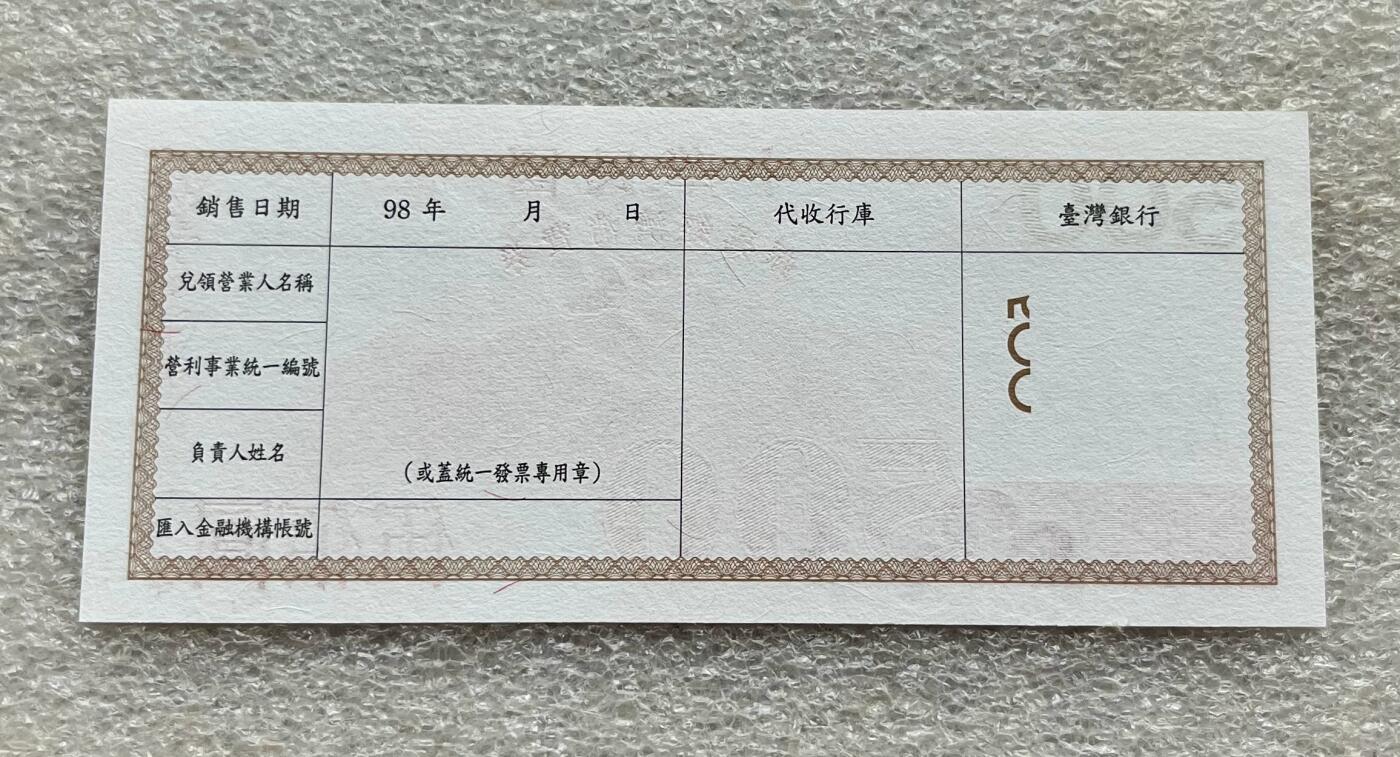 銷售日期 98 年 月 日 代收行庫 臺灣銀行
兌領營業人名稱
營利事業統一編號
負責人姓名
(或蓋統一發票專用章)
匯入金融機構帳號